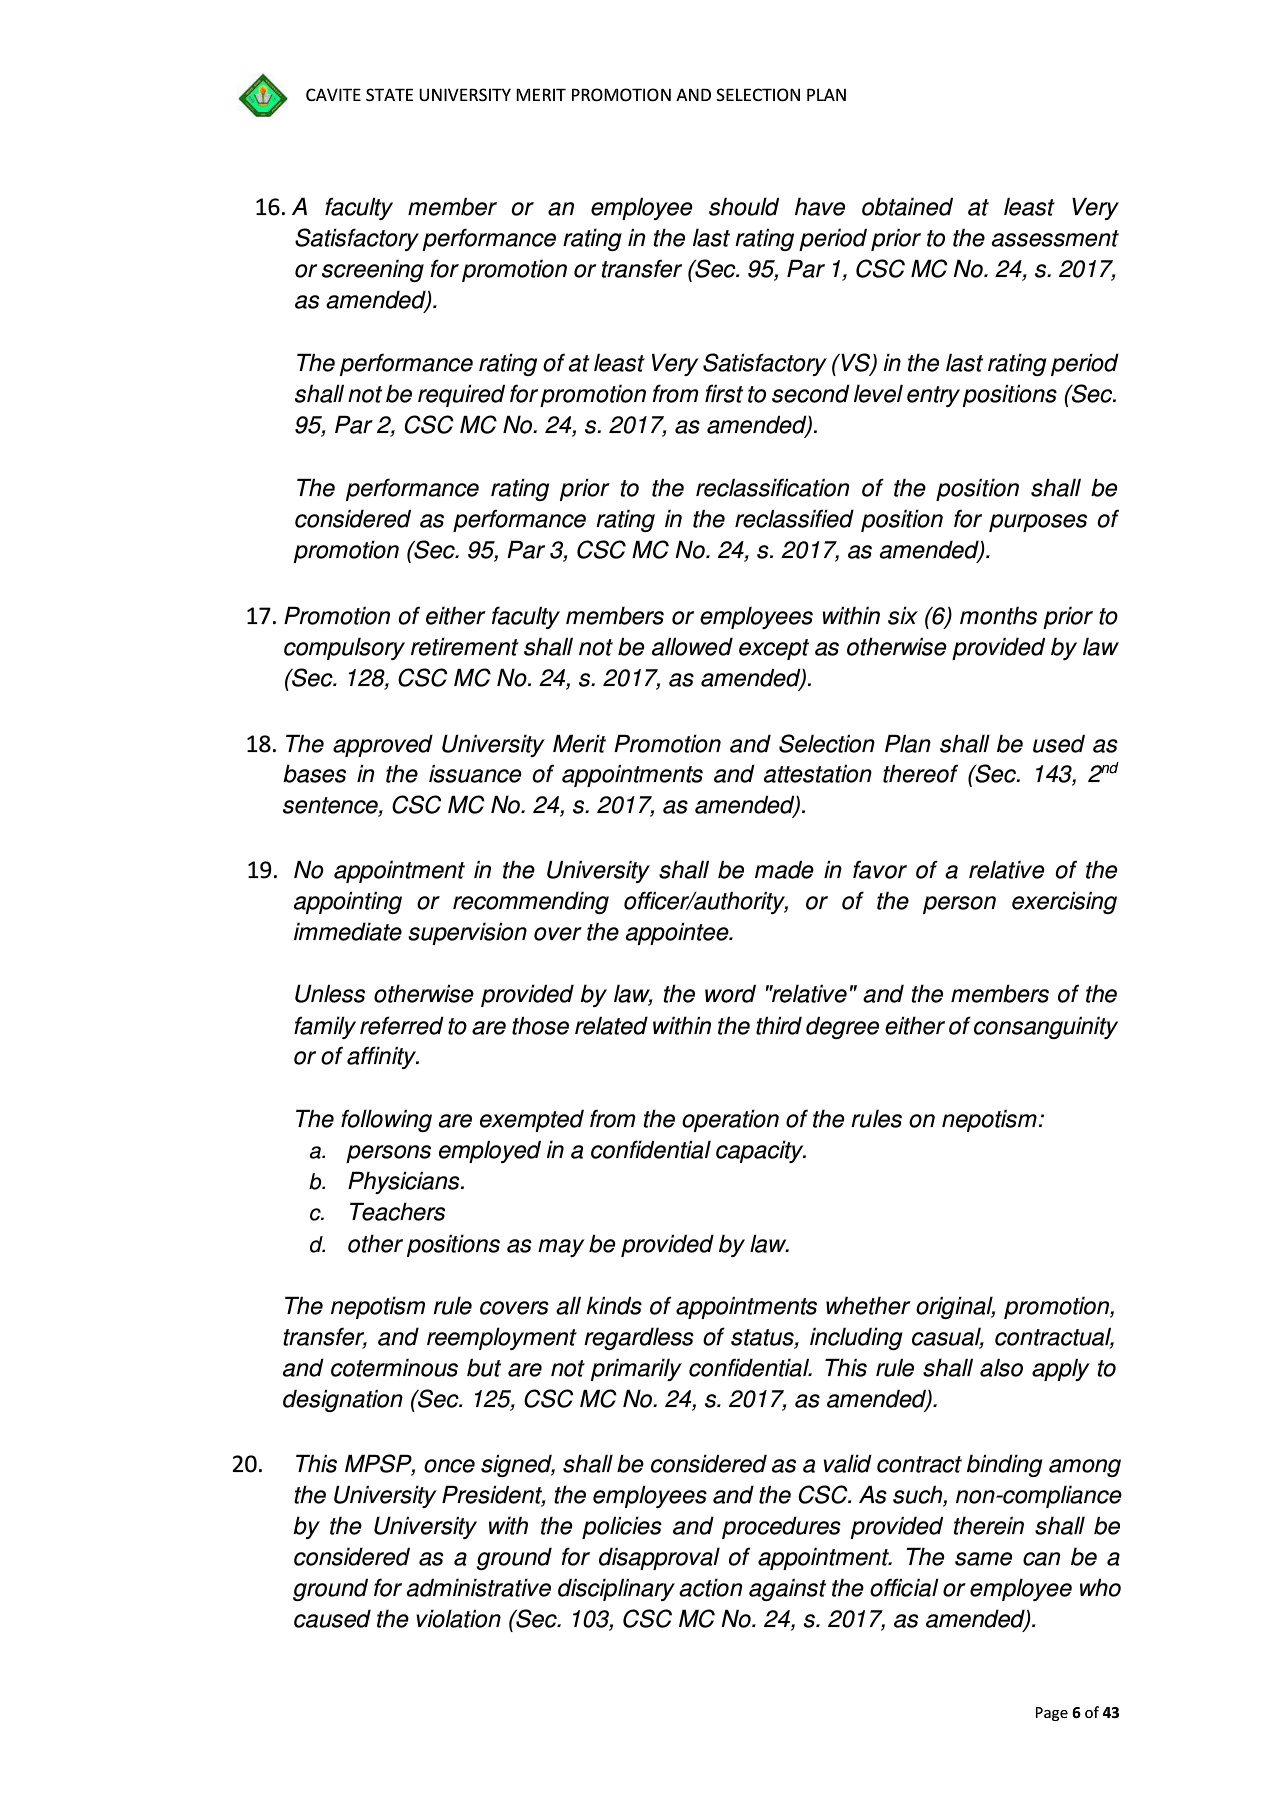 CAVITE STATE UNIVERSITY MERIT PROMOTION AND SELECTION PLAN
16. A faculty member or an employee should have obtained at least Very
Satisfactory performance rating in the last rating period prior to the assessment
or screening for promotion or transfer (Sec. 95, Par 1, CSC MC No. 24, s. 2017,
as amended).
The performance rating of at least Very Satisfactory (VS) in the last rating period
shall not be required for promotion from first to second level entry positions (Sec.
95, Par 2, CSC MC No. 24, s. 2017, as amended).
The performance rating prior to the reclassification of the position shall be
considered as performance rating in the reclassified position for purposes of
promotion (Sec. 95, Par 3, CSC MC No. 24, s. 2017, as amended).
17. Promotion of either faculty members or employees within six (6) months prior to
compulsory retirement shall not be allowed except as otherwise provided by law
(Sec. 128, CSC MC No. 24, s. 2017, as amended).
18. The approved University Merit Promotion and Selection Plan shall be used as
bases in the issuance of appointments and attestation thereof (Sec. 143, 2nd
sentence, CSC MC No. 24, s. 2017, as amended).
19. No appointment in the University shall be made in favor of a relative of the
appointing or recommending officer/authority, or of the person exercising
immediate supervision over the appointee.
Unless otherwise provided by law, the word "relative" and the members of the
family referred to are those related within the third degree either of consanguinity
or of affinity.
The following are exempted from the operation of the rules on nepotism:
a. persons employed in a confidential capacity.
b. Physicians.
c. Teachers
d. other positions as may be provided by law.
The nepotism rule covers all kinds of appointments whether original, promotion,
transfer, and reemployment regardless of status, including casual, contractual,
and coterminous but are not primarily confidential. This rule shall also apply to
designation (Sec. 125, CSC MC No. 24, s. 2017, as amended).
20. This MPSP, once signed, shall be considered as a valid contract binding among
the University President, the employees and the CSC. As such, non-compliance
by the University with the policies and procedures provided therein shall be
considered as a ground for disapproval of appointment. The same can be a
ground for administrative disciplinary action against the official or employee who
caused the violation (Sec. 103, CSC MC No. 24, s. 2017, as amended).
Page 6 of 43